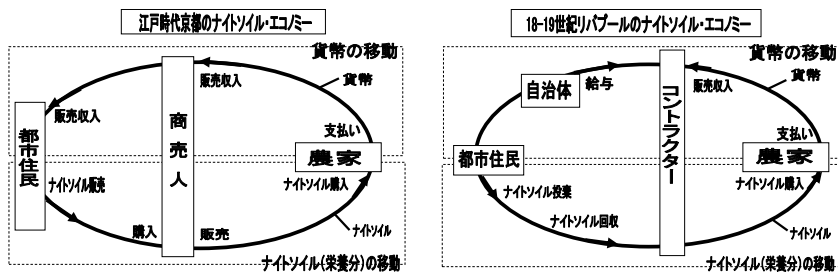 江戸時代京都のナイトソイル・エコノミー
貨幣の移動
販売収入
貨幣
販売収入
支払い
都市住民
商売人
農家
ナイトソイル販売
ナイトソイル購入
購入
販売
ナイトソイル
ナイトソイル(栄養分)の移動
18-19世紀リバプールのナイトソイル・エコノミー
貨幣の移動
自治体
給与
販売収入
貨幣
コントラクター
支払い
都市住民
農家
ナイトソイル投棄
ナイトソイル購入
ナイトソイル回収
ナイトソイル
ナイトソイル(栄養分)の移動